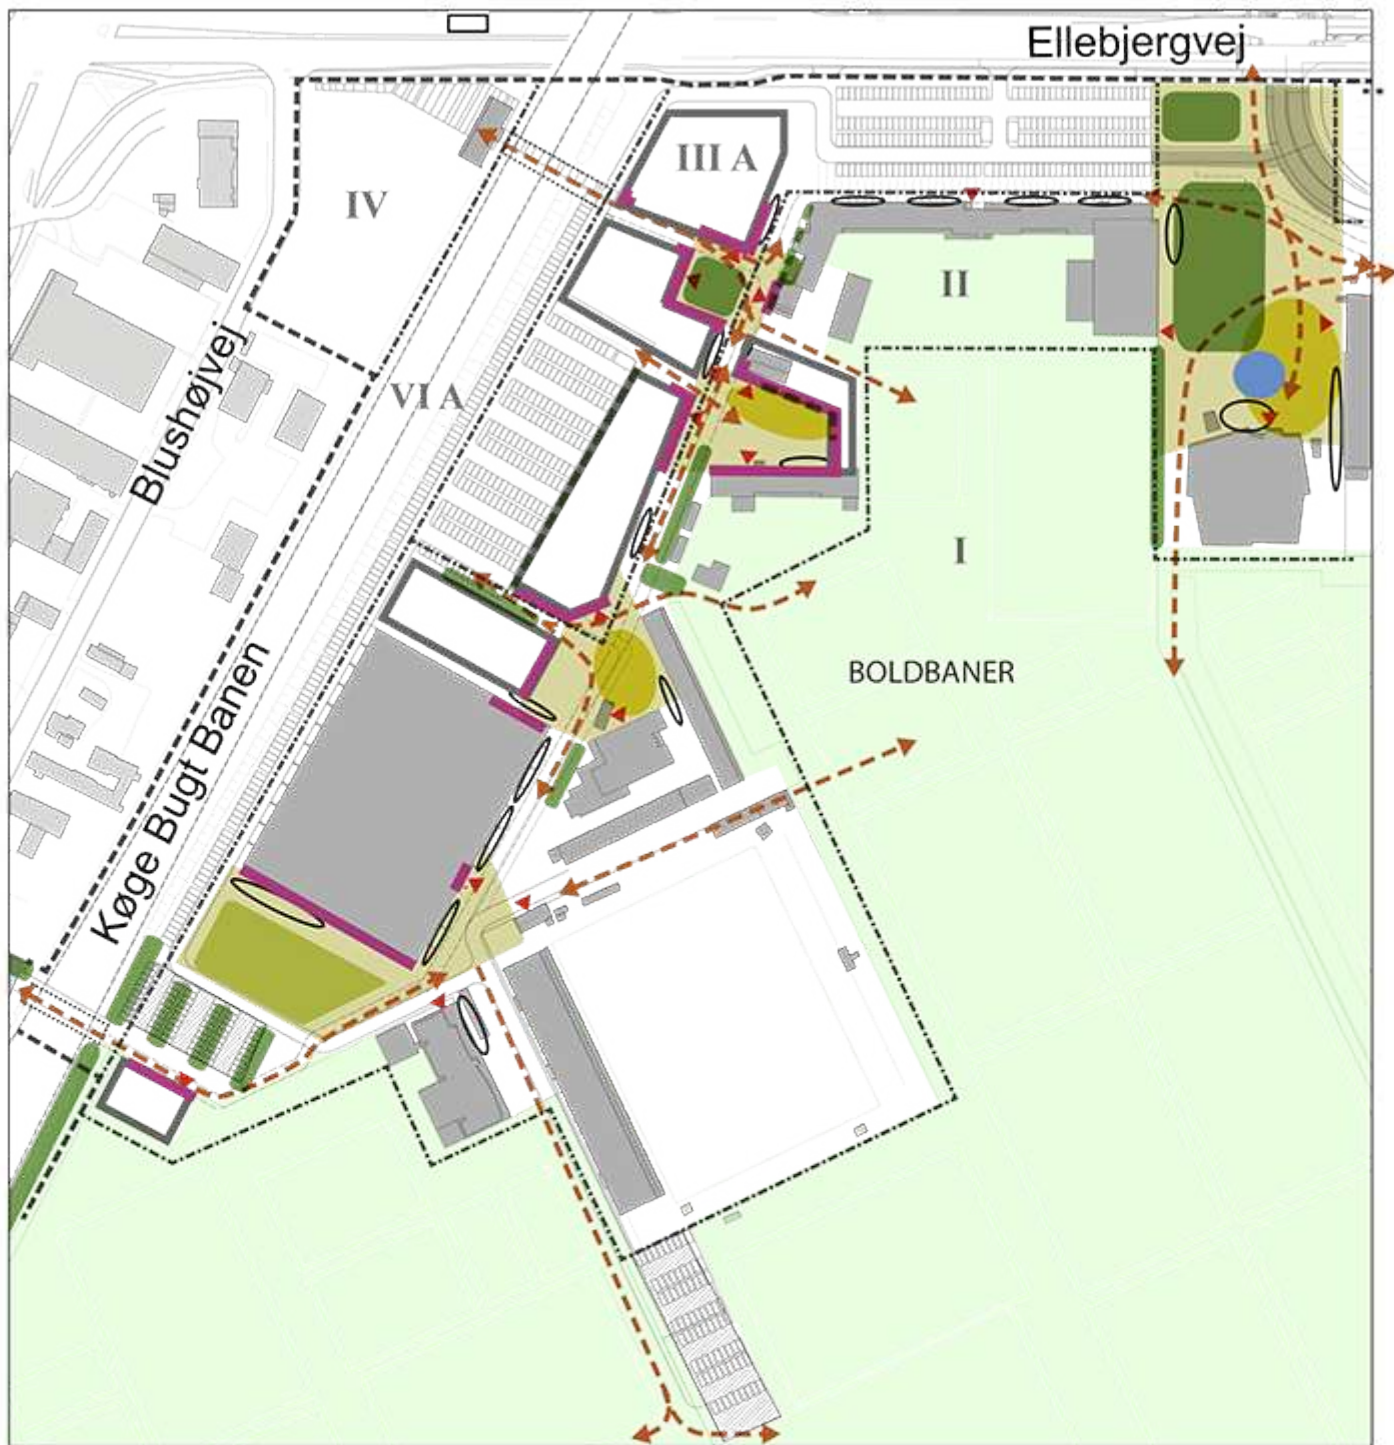 Ellebjergvej
III A
IV
II
VI A
Blushøjvej
I
BOLDBANER
Køge Bugt Banen